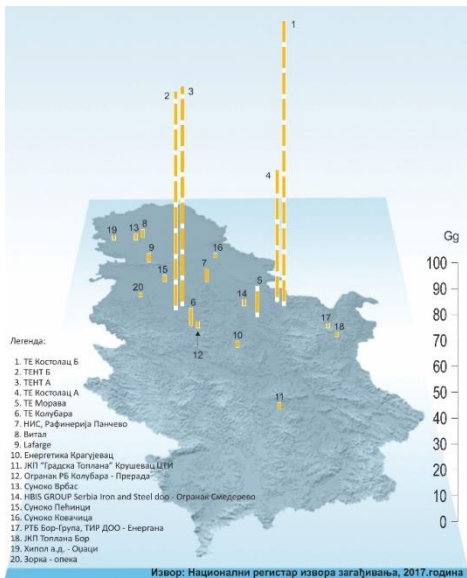 1
2
3
4
19
13
8
9
16
15
7
20
14
5
6
12
10
17
18
11
Gg
100
90
80
70
60
50
40
30
20
10
0
Легенда:
1. ТЕ Костолац Б
2. ТЕНТ Б
3. ТЕНТ А
4. ТЕ Костолац А
5. ТЕ Морава
6. ТЕ Колубара
7. НИС, Рафинерија Панчево
8. Витал
9. Lafarge
10. Енергетика Крагујевац
11. ЈКП "Градска Топлана" Крушевац ЦТИ
12. Огранак РБ Колубара - Прерада
13. Суноко Врбас
14. HBIS GROUP Serbia Iron and Steel doo - Огранак Смедерево
15. Суноко Пећинци
16. Суноко Ковачица
17. РТБ Бор-Група, ТИР ДОО - Енергана
18. ЈКП Топлана Бор
19. Хипол а.д. - Оџаци
20. Зорка - опека
Извор: Национални регистар извора загађивања, 2017.година